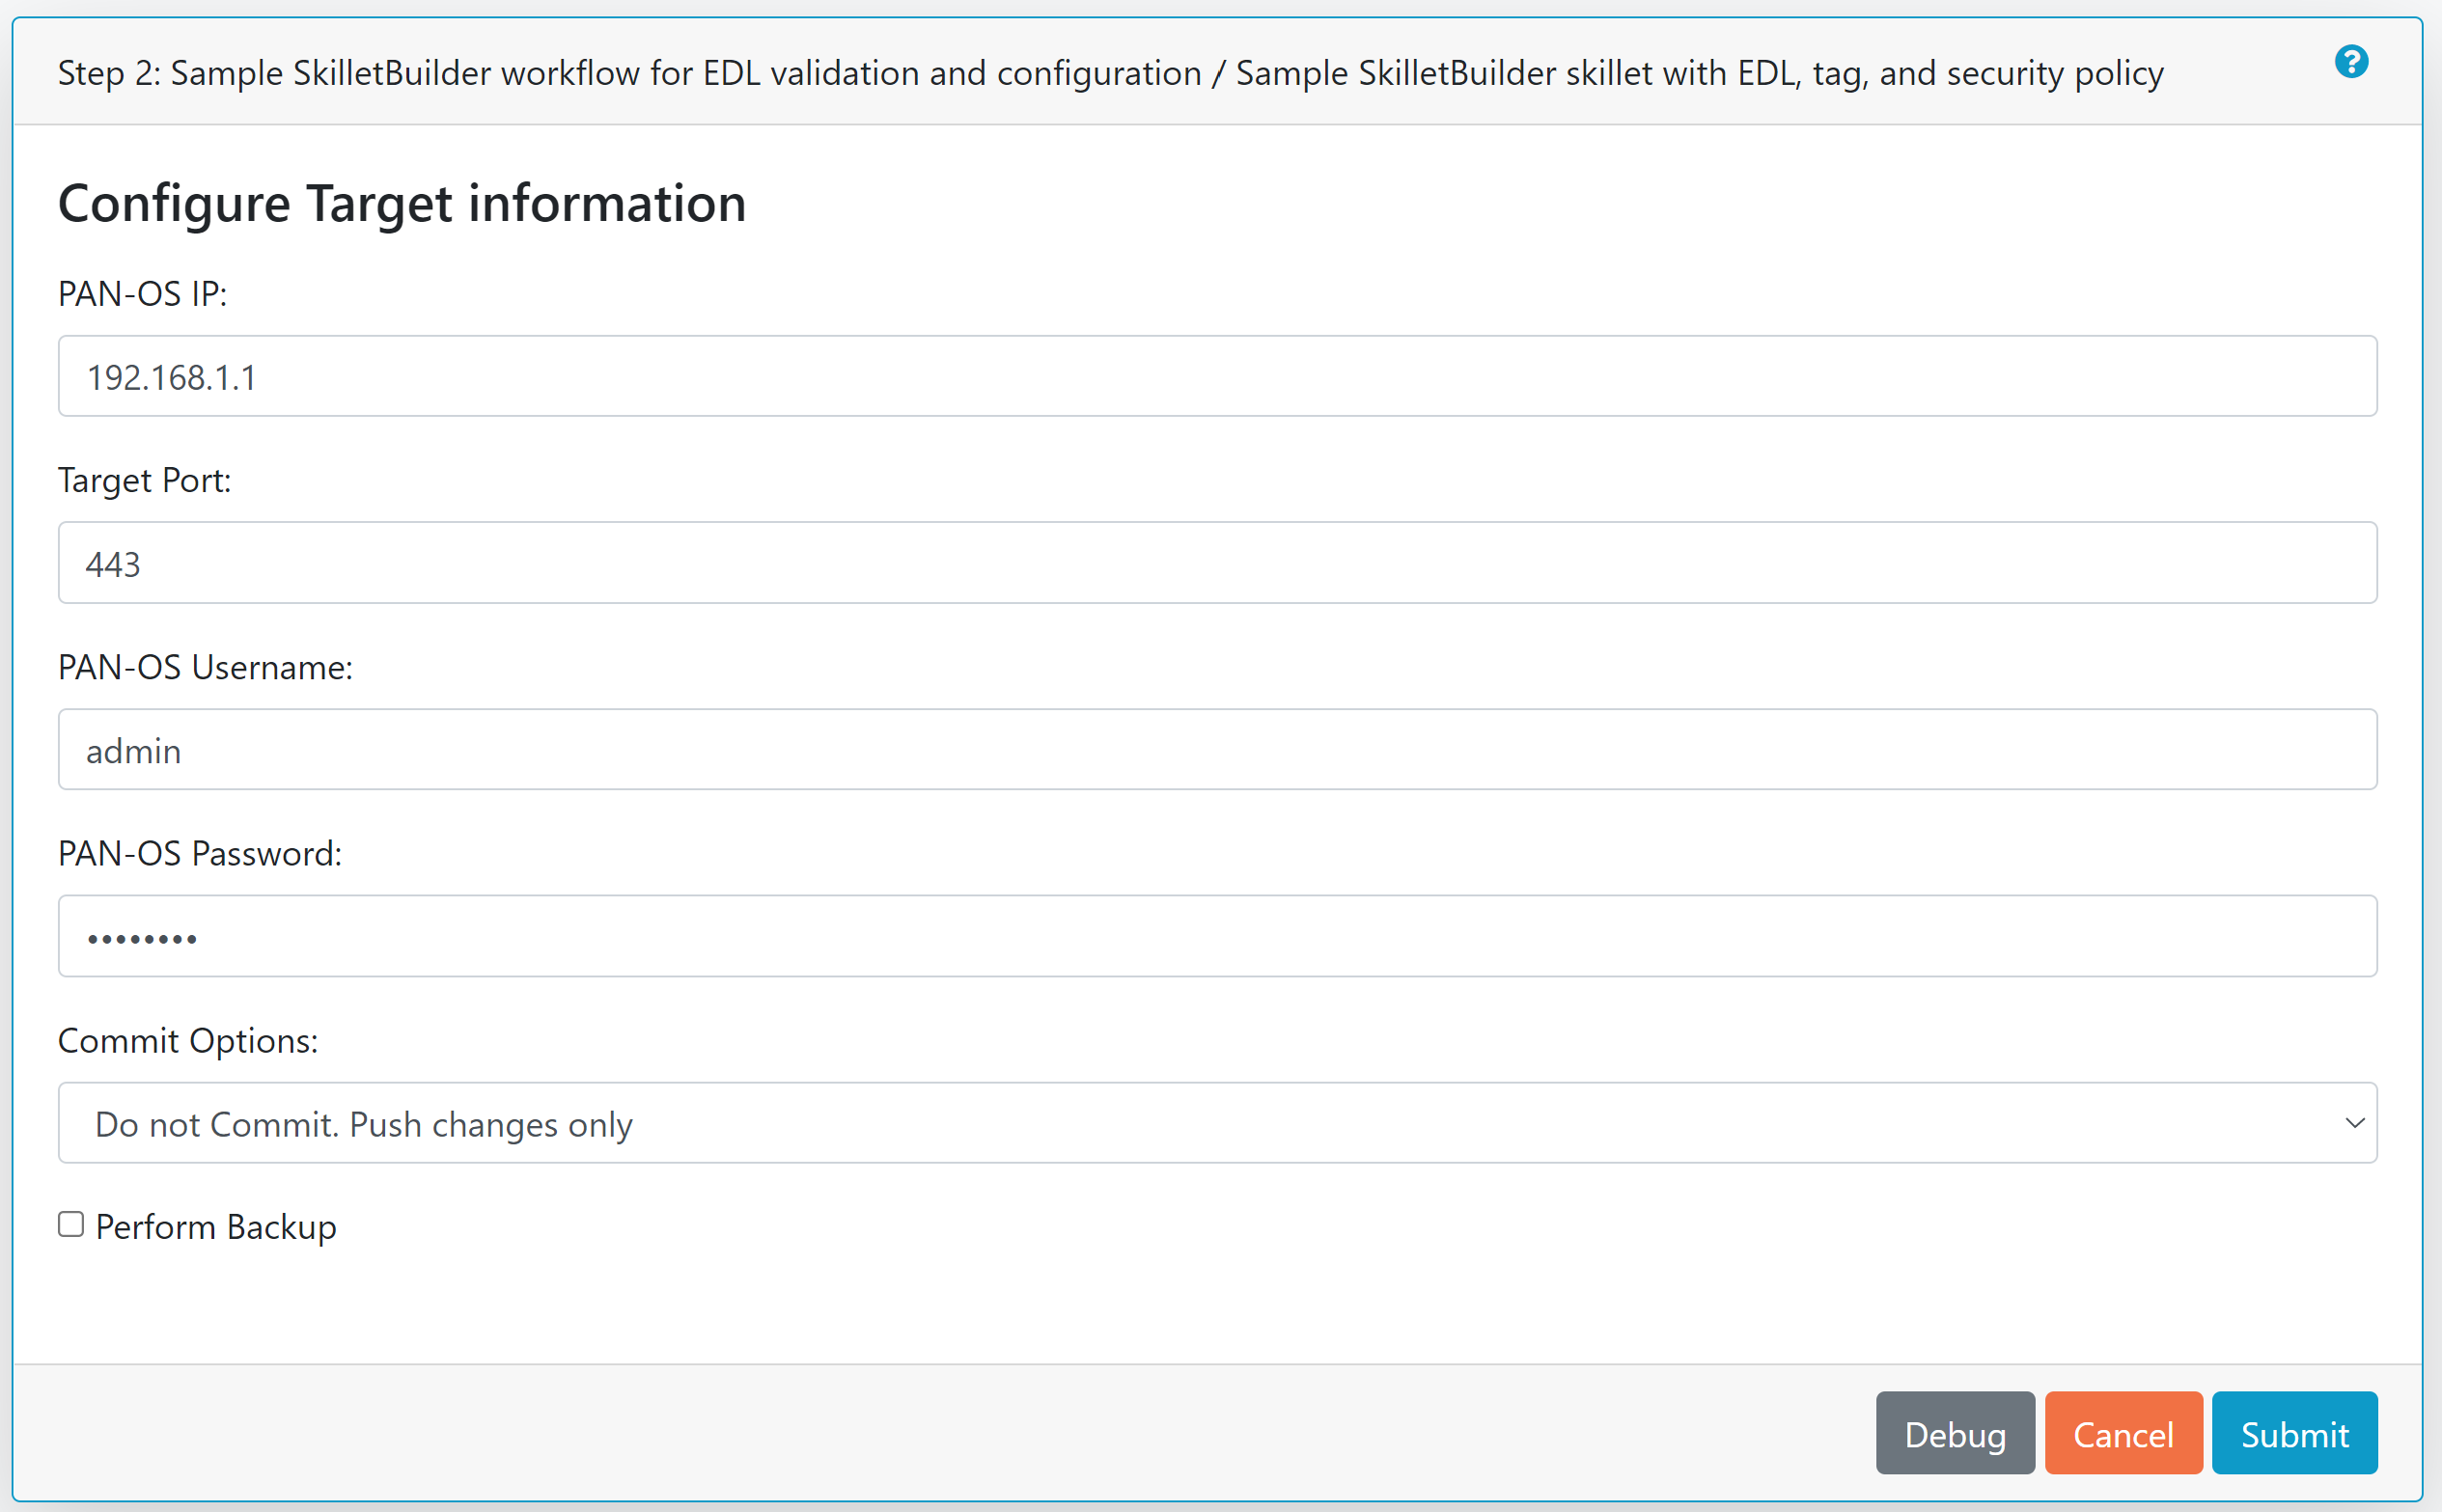 Step 2: Sample SkilletBuilder workflow for EDL validation and configuration / Sample SkilletBuilder skillet with EDL, tag, and security policy
?
Configure Target information
PAN-OS IP:
192.168.1.1
Target Port:
443
PAN-OS Username:
admin
PAN-OS Password:
••••••••
Commit Options:
Do not Commit. Push changes only
Perform Backup
Debug
Cancel
Submit